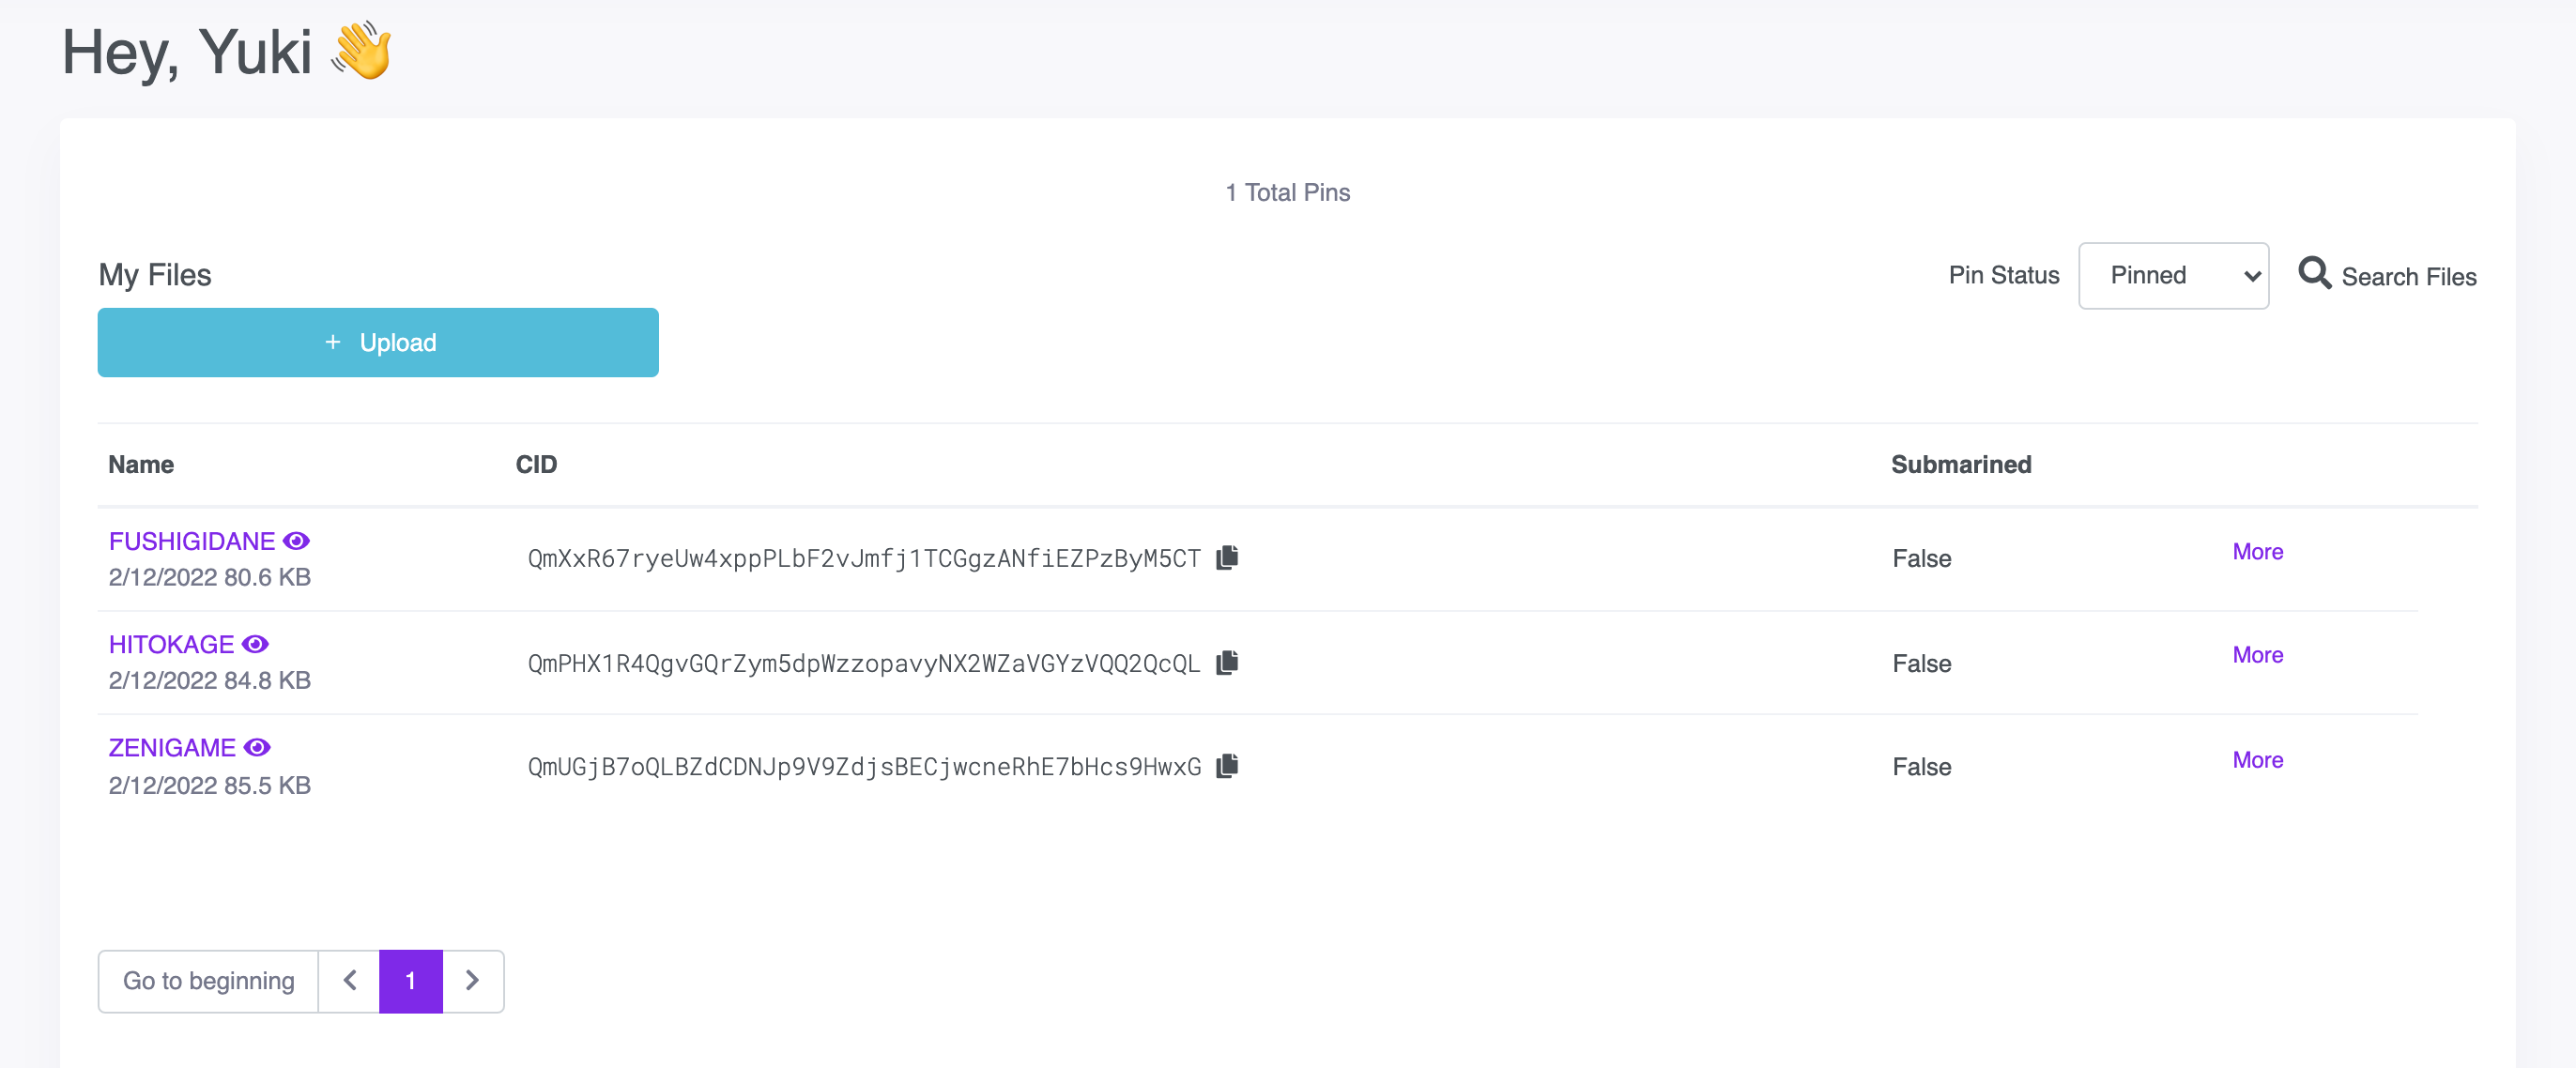 Hey, Yuki 👋
1 Total Pins
My Files
Pin Status Pinned Search Files
+ Upload
Name CID Submarined
FUSHIGIDANE
2/12/2022 80.6 KB
QmXxR67ryeUw4xppPLbF2vJmfj1TCGgzANfiEZPzByM5CT False More
HITOKAGE
2/12/2022 84.8 KB
QmPHX1R4QgvGQrZym5dpWzzopavyNX2WZaVGYzVQQ2QcQL False More
ZENIGAME
2/12/2022 85.5 KB
QmUGjB7oQLBZdCDNJp9V9ZdjsBECjwcneRhE7bHcs9HwxG False More
Go to beginning 1